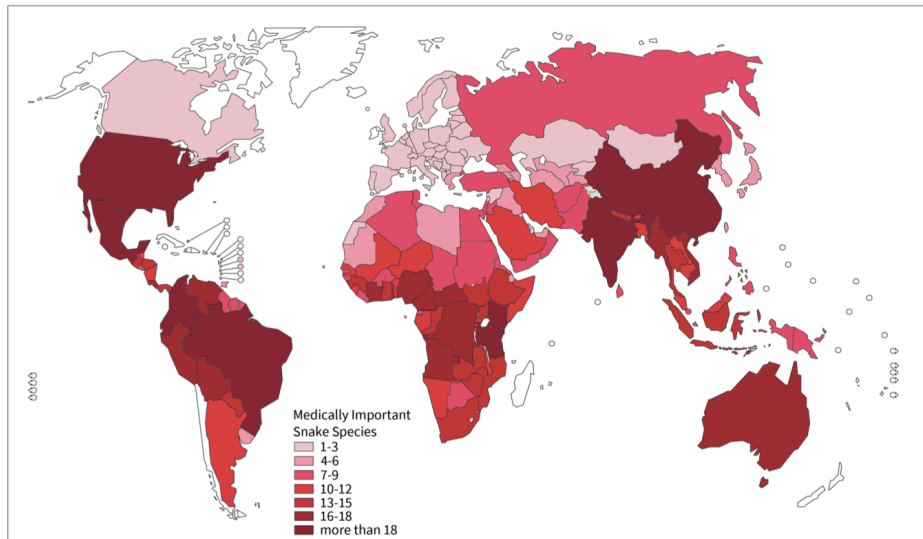 Medically Important
Snake Species
1-3
4-6
7-9
10-12
13-15
16-18
more than 18